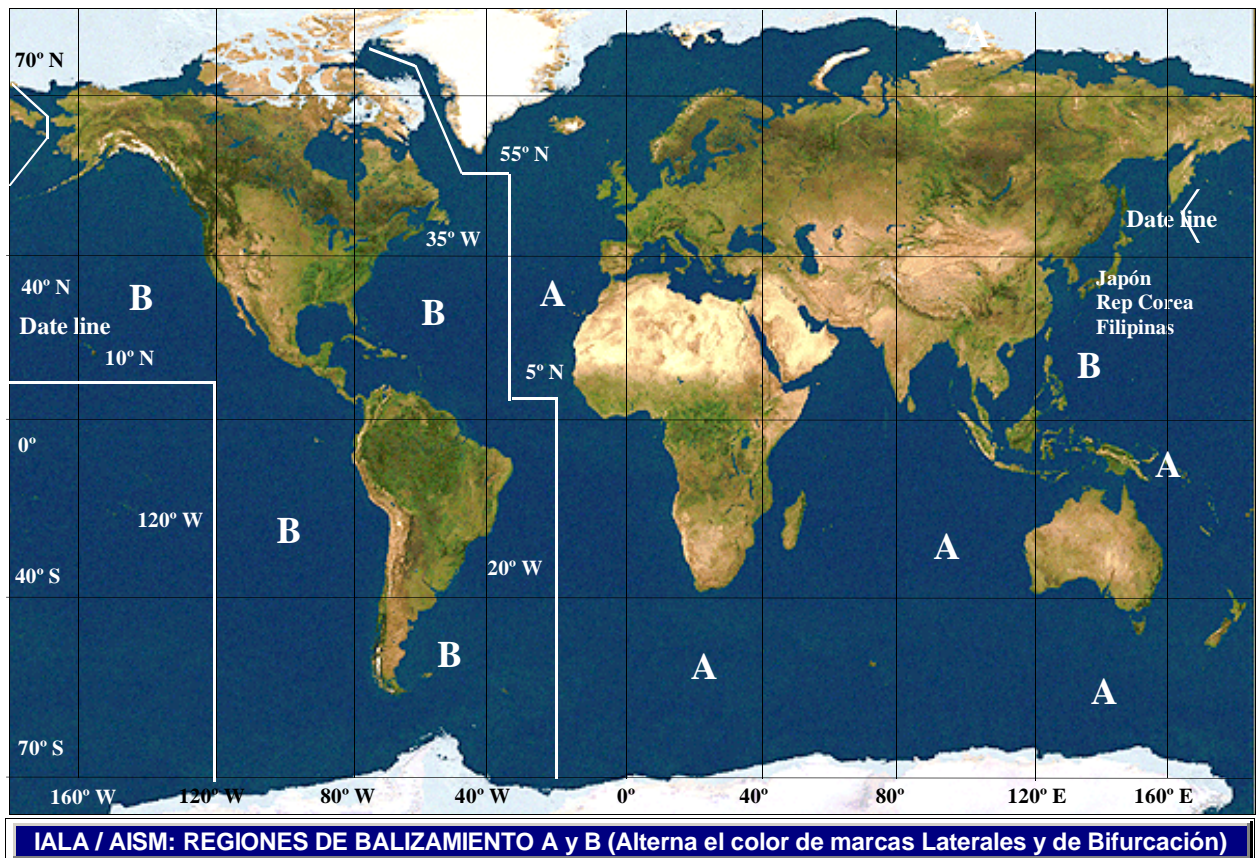 70º N
55º N
35º W
Date line
40º N
B
B
A
Japón
Rep Corea
Filipinas
Date line
10º N
5º N
B
0º
A
120º W
B
A
40º S
20º W
B
A
A
70º S
160º W
120º W
80º W
40º W
0º
40º
80º
120º E
160º E
IALA / AISM: REGIONES DE BALIZAMIENTO A y B (Alterna el color de marcas Laterales y de Bifurcación)